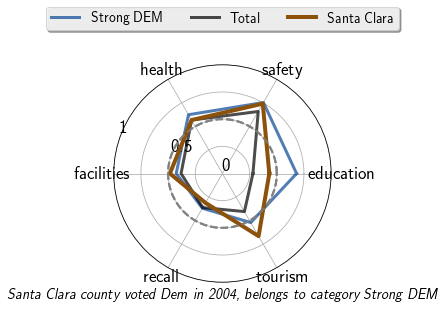 Strong DEM Total Santa Clara
health safety
1
0.5
0
facilities education
recall tourism
Santa Clara county voted Dem in 2004, belongs to category Strong DEM